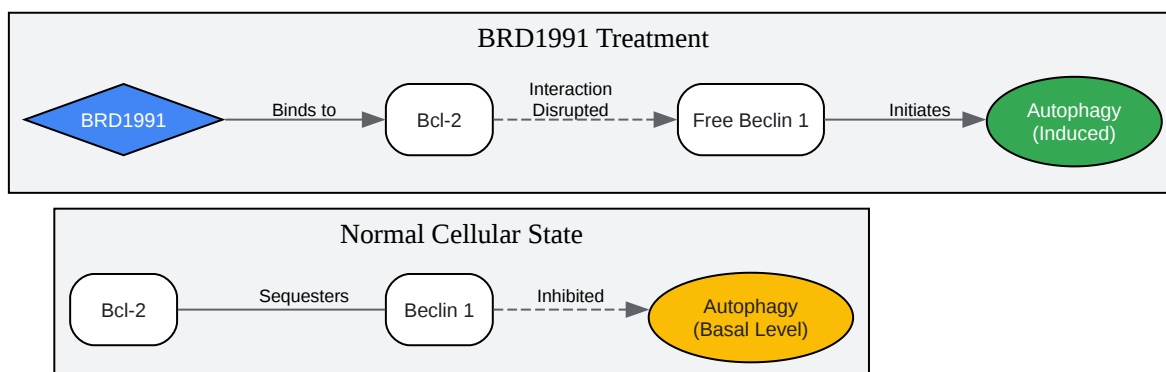 BRD1991 Treatment
BRD1991
Binds to
Bcl-2
Interaction
Disrupted
Free Beclin 1
Initiates
Autophagy
(Induced)
Normal Cellular State
Bcl-2
Sequesters
Beclin 1
Inhibited
Autophagy
(Basal Level)